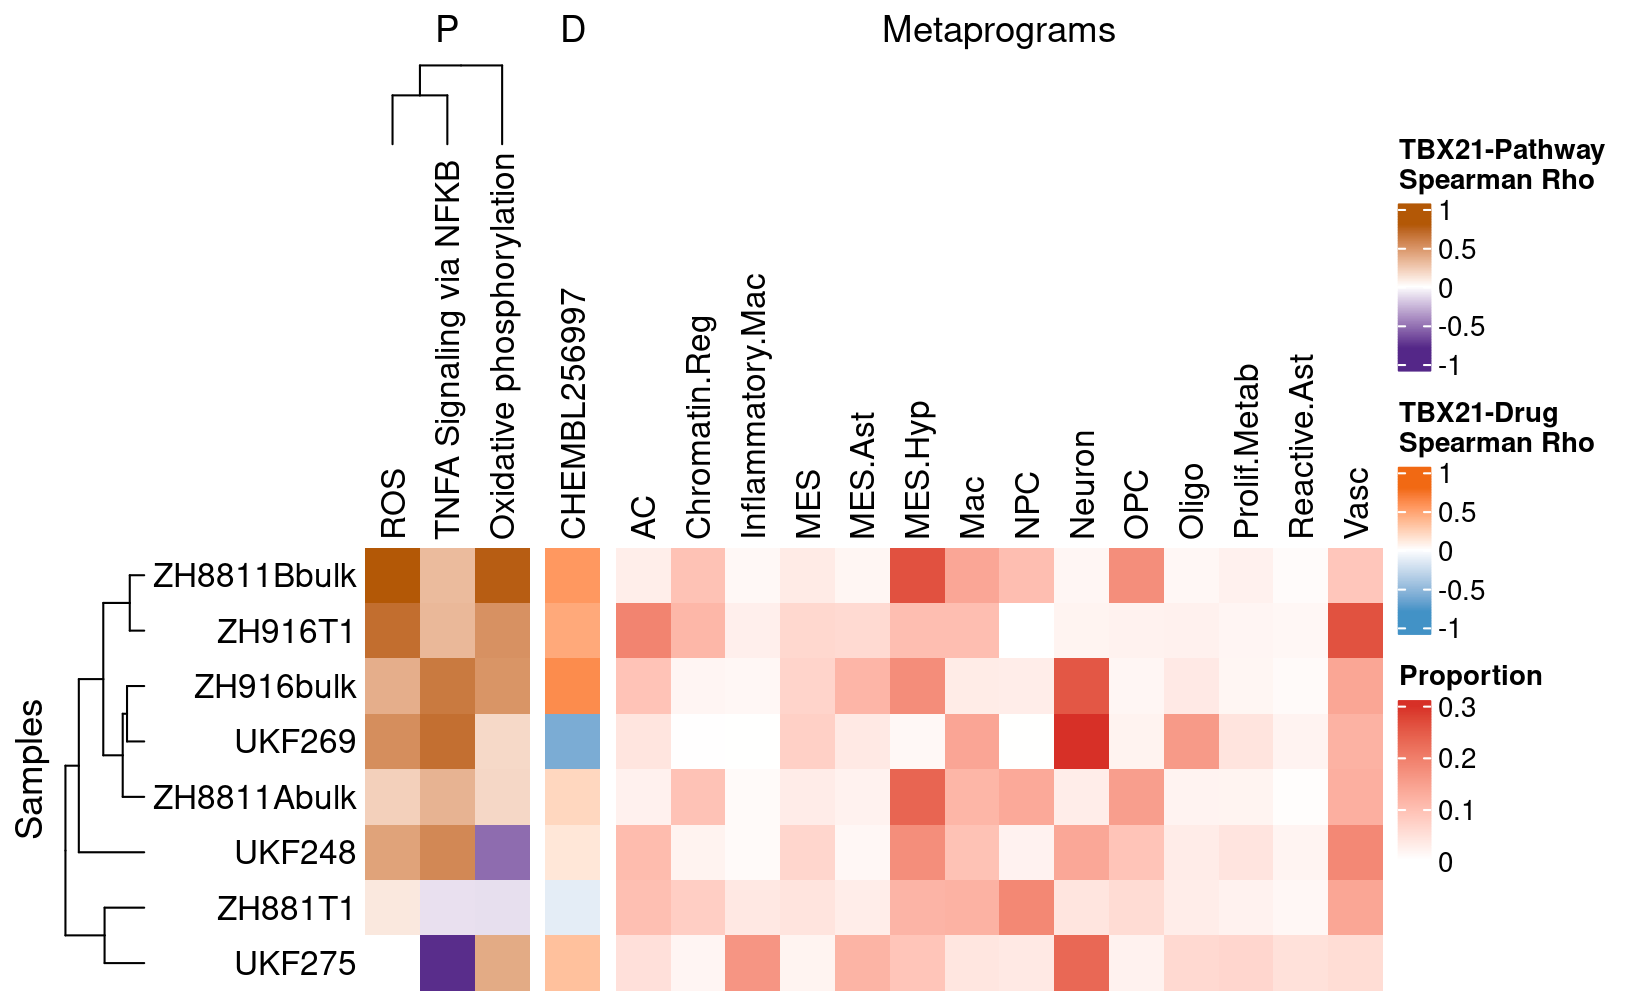 P D Metaprograms
ROS
TNFA Signaling via NFKB
Oxidative phosphorylation
CHEMBL256997
AC
Chromatin.Reg
Inflammatory.Mac
MES
MES.Ast
MES.Hyp
Mac
NPC
Neuron
OPC
Oligo
Prolif.Metab
Reactive.Ast
Vasc
Samples
ZH8811Bbulk
ZH916T1
ZH916bulk
UKF269
ZH8811Abulk
UKF248
ZH881T1
UKF275
TBX21-Pathway
Spearman Rho
1
0.5
0
-0.5
-1
TBX21-Drug
Spearman Rho
1
0.5
0
-0.5
-1
Proportion
0.3
0.2
0.1
0